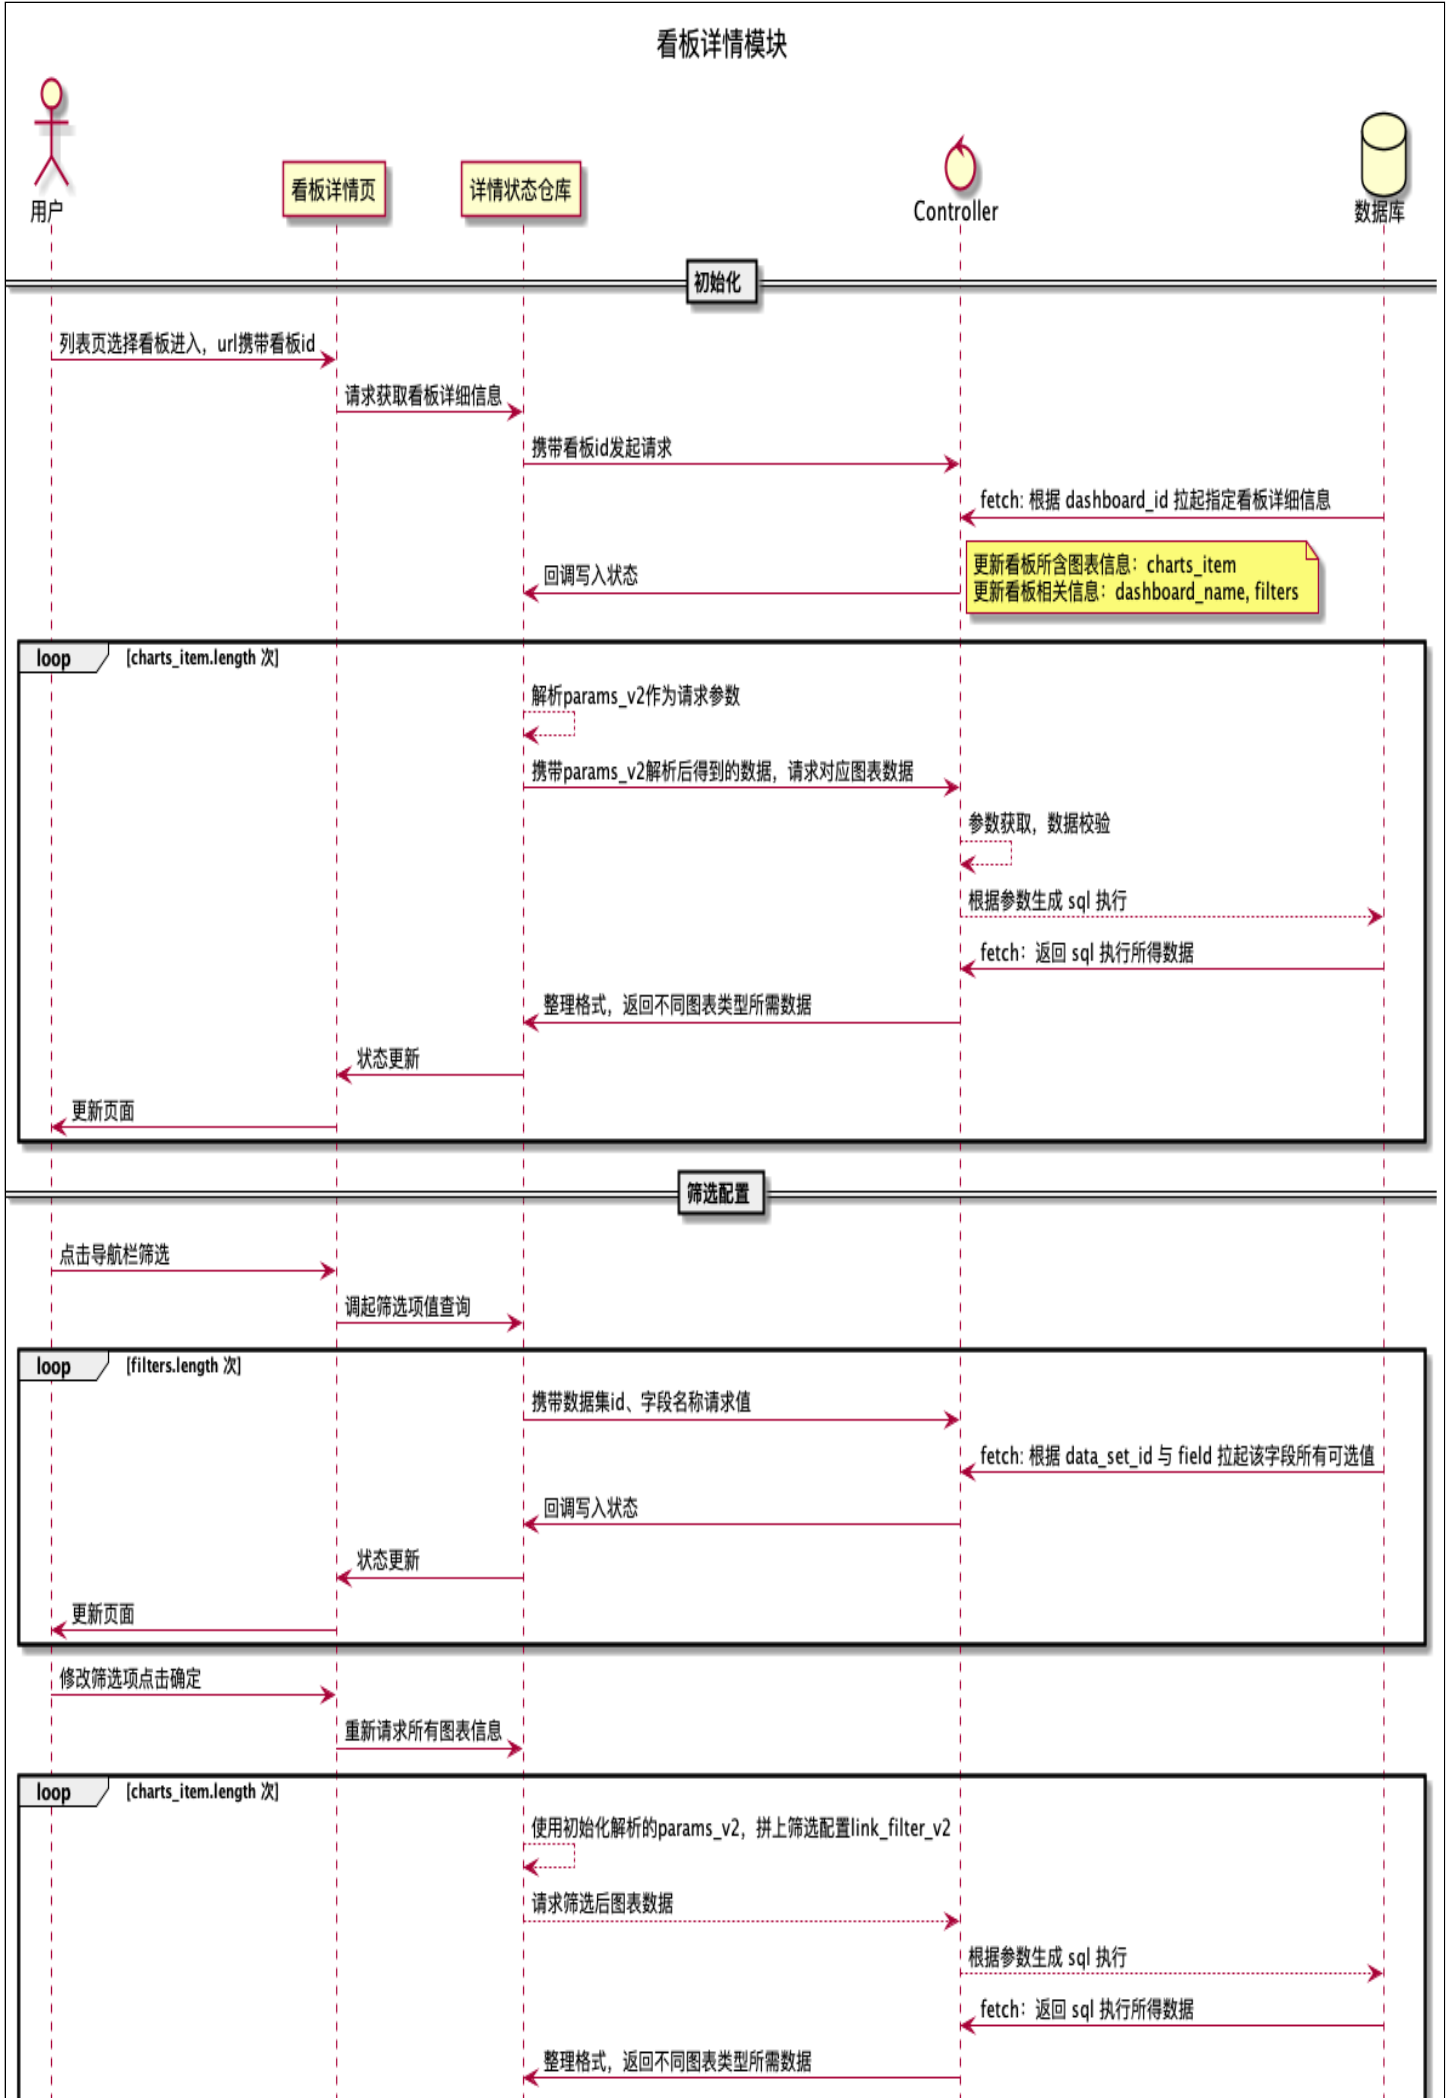 看板详情模块
用户
看板详情页
详情状态仓库
Controller
数据库
初始化
列表页选择看板进入，url携带看板id
请求获取看板详细信息
携带看板id发起请求
fetch: 根据 dashboard_id 拉起指定看板详细信息
更新看板所含图表信息：charts_item
更新看板相关信息：dashboard_name, filters
回调写入状态
loop [charts_item.length 次]
解析params_v2作为请求参数
携带params_v2解析后得到的数据，请求对应图表数据
参数获取，数据校验
根据参数生成 sql 执行
fetch：返回 sql 执行所得数据
整理格式，返回不同图表类型所需数据
状态更新
更新页面
筛选配置
点击导航栏筛选
调起筛选项值查询
loop [filters.length 次]
携带数据集id、字段名称请求值
fetch: 根据 data_set_id 与 field 拉起该字段所有可选值
回调写入状态
状态更新
更新页面
修改筛选项点击确定
重新请求所有图表信息
loop [charts_item.length 次]
使用初始化解析的params_v2，拼上筛选配置link_filter_v2
请求筛选后图表数据
根据参数生成 sql 执行
fetch：返回 sql 执行所得数据
整理格式，返回不同图表类型所需数据